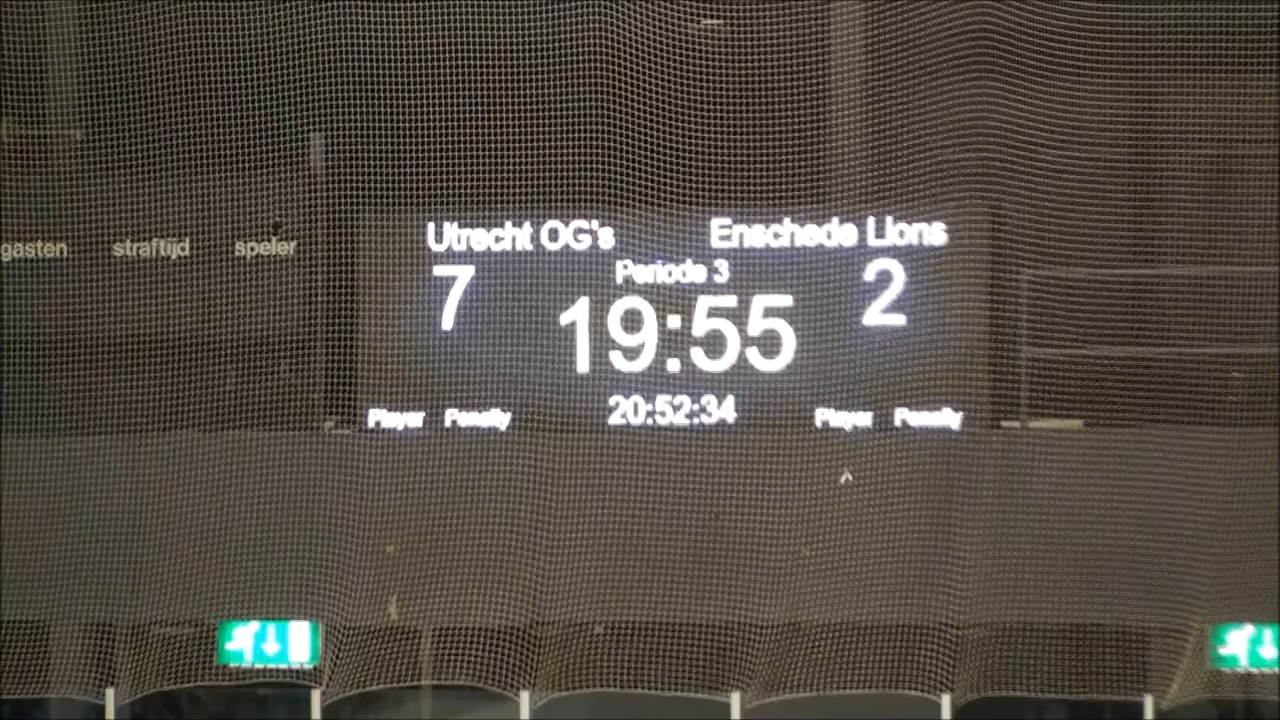 gasten straftijd speler
Utrecht OG's Enschede Lions
Periode 3
7 19:55 2
20:52:34
Player Penalty Player Penalty